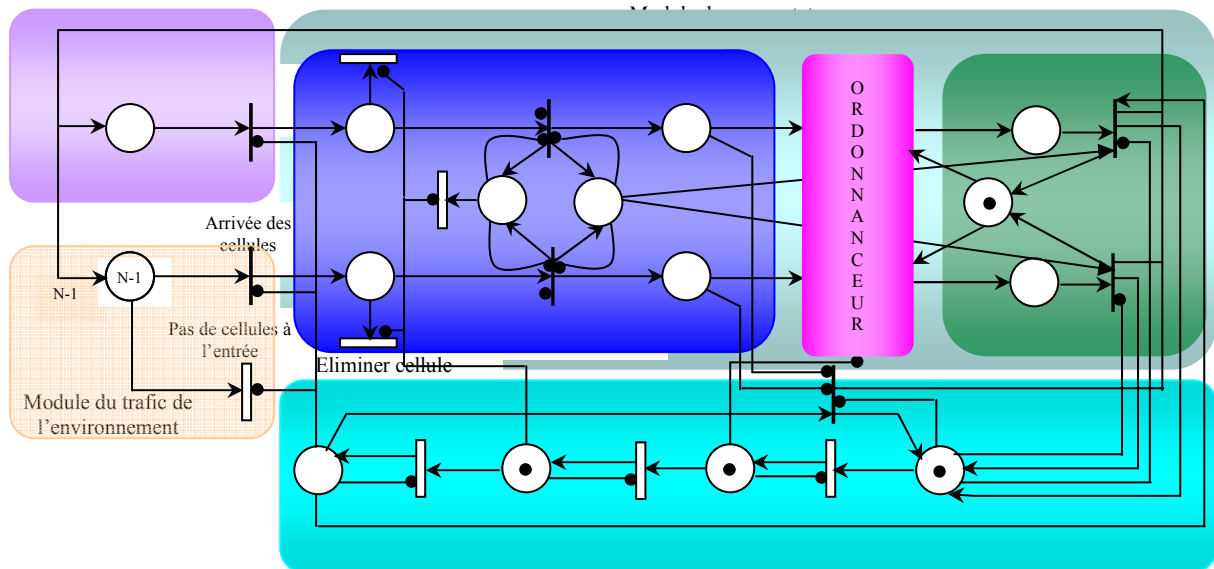 O
R
D
O
N
N
A
N
C
E
U
R
Arrivée des
cellules
N-1
N-1
Pas de cellules à
l'entrée
Eliminer cellule
Module du trafic de
l'environnement